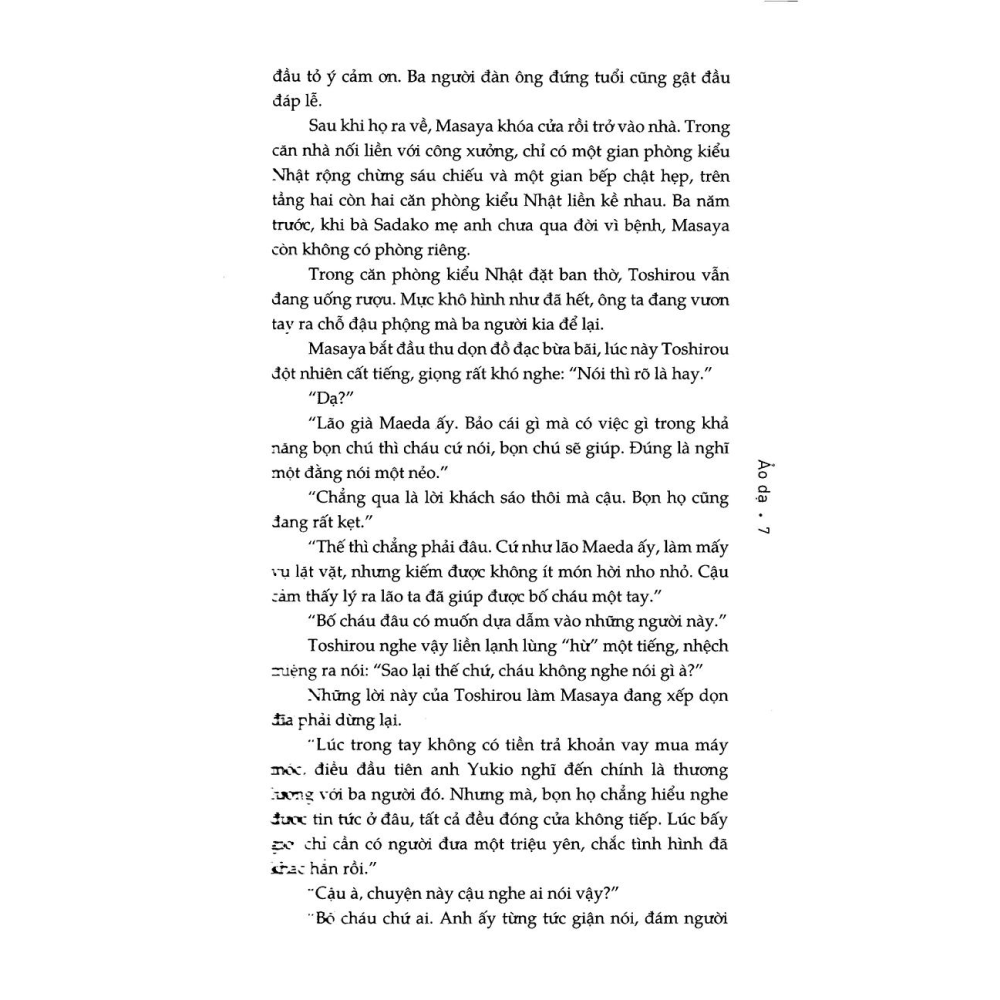 đầu tỏ ý cảm ơn. Ba người đàn ông đứng tuổi cũng gật đầu
đáp lễ.
Sau khi họ ra về, Masaya khóa cửa rồi trở vào nhà. Trong
căn nhà nối liền với công xưởng, chỉ có một gian phòng kiểu
Nhật rộng chừng sáu chiếu và một gian bếp chật hẹp, trên
tầng hai còn hai căn phòng kiểu Nhật liền kề nhau. Ba năm
trước, khi bà Sadako mẹ anh chưa qua đời vì bệnh, Masaya
còn không có phòng riêng.
Trong căn phòng kiểu Nhật đặt ban thờ, Toshirou vẫn
đang uống rượu. Mực khô hình như đã hết, ông ta đang vươn
tay ra chỗ đậu phộng mà ba người kia để lại.
Masaya bắt đầu thu dọn đồ đạc bừa bãi, lúc này Toshirou
đột nhiên cất tiếng, giọng rất khó nghe: “Nói thì rõ là hay.”
“Dạ?”
“Lão già Maeda ấy. Bảo cái gì mà có việc gì trong khả
năng bọn chú thì cháu cứ nói, bọn chú sẽ giúp. Đúng là nghĩ
một đằng nói một nẻo.”
“Chẳng qua là lời khách sáo thôi mà cậu. Bọn họ cũng
đang rất kẹt.”
“Thế thì chẳng phải đâu. Cứ như lão Maeda ấy, làm mấy
vụ lặt vặt, nhưng kiếm được không ít món hời nho nhỏ. Cậu
cảm thấy lý ra lão ta đã giúp được bố cháu một tay.”
“Bố cháu đâu có muốn dựa dẫm vào những người này.”
Toshirou nghe vậy liền lạnh lùng “hừ” một tiếng, nhệch
miệng ra nói: “Sao lại thế chứ, cháu không nghe nói gì à?”
Những lời này của Toshirou làm Masaya đang xếp dọn
đĩa phải dừng lại.
“Lúc trong tay không có tiền trả khoản vay mua máy
móc, điều đầu tiên anh Yukio nghĩ đến chính là thương
lượng với ba người đó. Nhưng mà, bọn họ chẳng hiểu nghe
được tin tức ở đâu, tất cả đều đóng cửa không tiếp. Lúc bấy
giờ chỉ cần có người đưa một triệu yên, chắc tình hình đã
khác hẳn rồi.”
“Cậu à, chuyện này cậu nghe ai nói vậy?”
“Bố cháu chứ ai. Anh ấy từng tức giận nói, đám người
Ảo dạ • 7